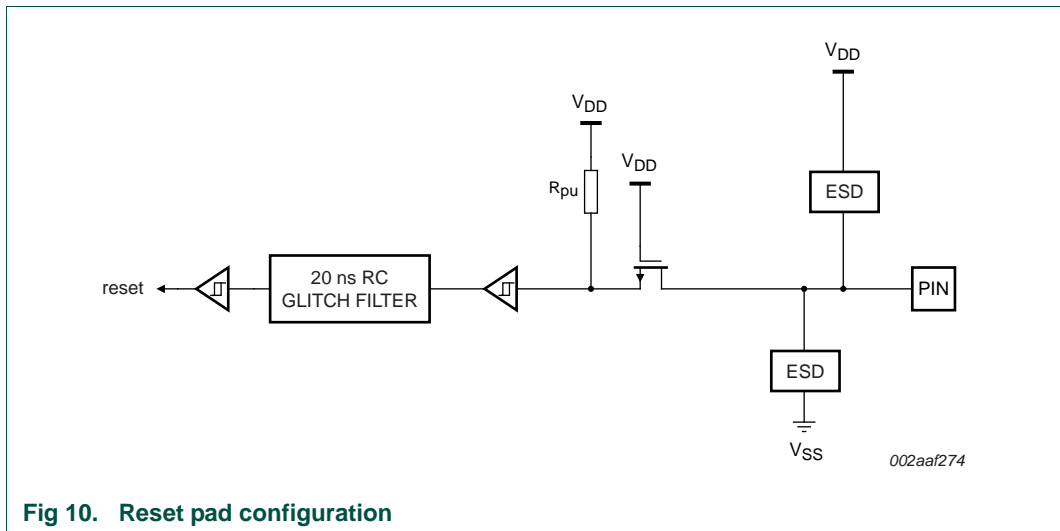 VDD
VDD
VDD
Rpu
ESD
reset
20 ns RC
GLITCH FILTER
PIN
ESD
VSS
002aaf274
Fig 10. Reset pad configuration